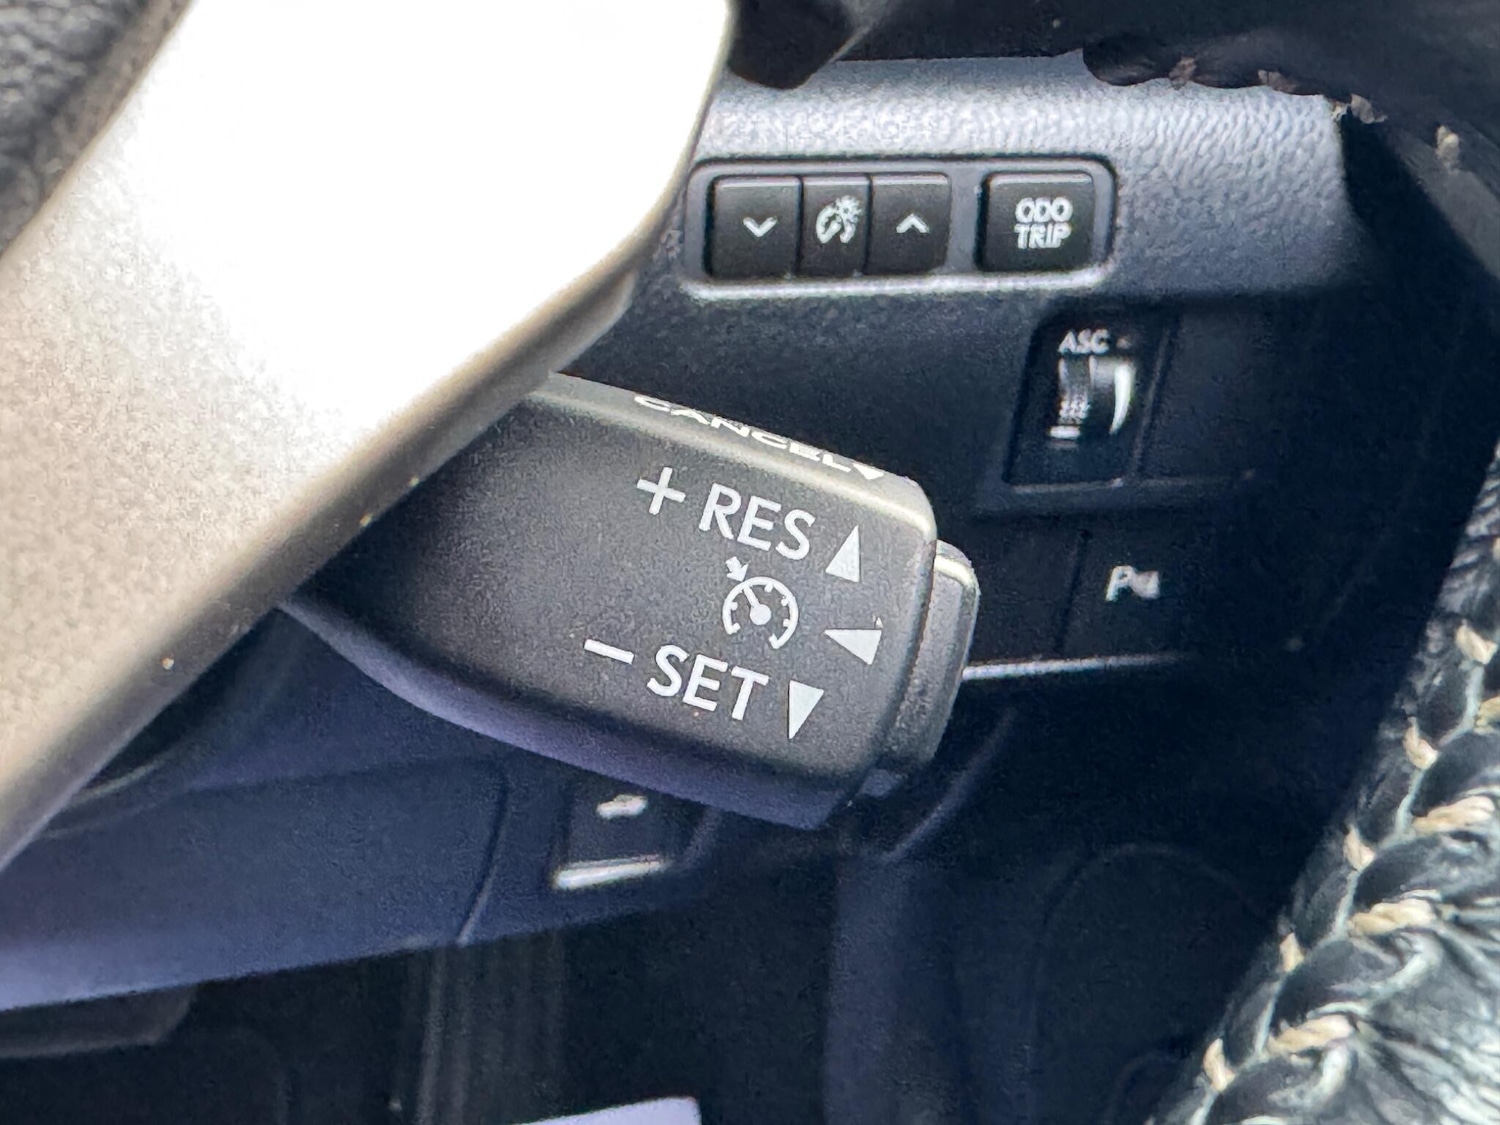 ODO
TRIP
ASC
CANCEL
+ RES
− SET